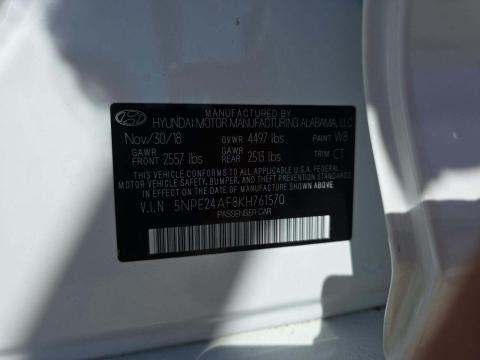 MANUFACTURED BY
HYUNDAI MOTOR MANUFACTURING ALABAMA, LLC
Nov/30/18 GVWR 4497 lbs. PAINT W8
GAWR FRONT 2557 lbs GAWR REAR 2513 lbs. TRIM CT
THIS VEHICLE CONFORMS TO ALL APPLICABLE FEDERAL
MOTOR VEHICLE SAFETY, BUMPER, AND THEFT PREVENTION
STANDARDS IN EFFECT ON THE DATE OF MANUFACTURE SHOWN ABOVE.
V.I.N 5NPE24AF8KH761570
PASSENGER CAR